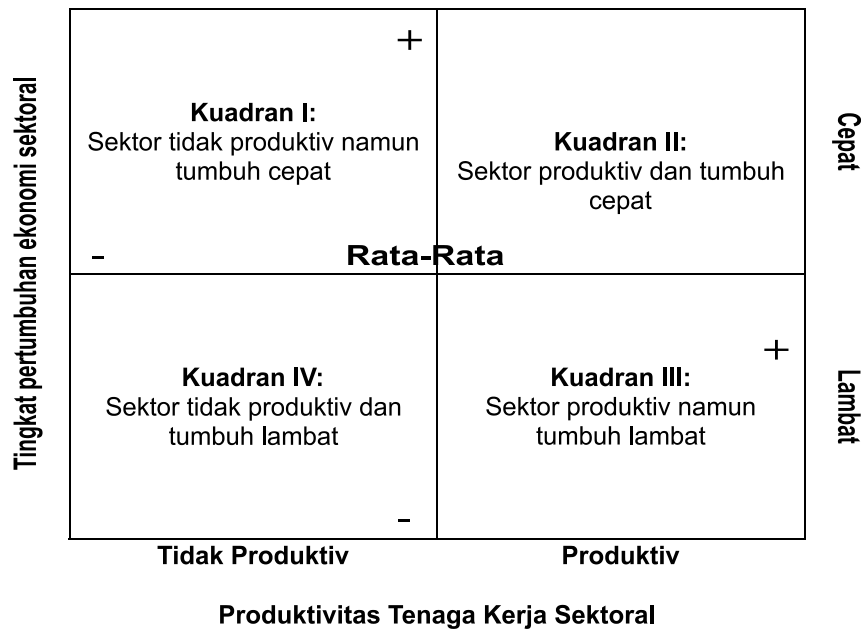 Tingkat pertumbuhan ekonomi sektoral
+
Kuadran I:
Sektor tidak produktiv namun
tumbuh cepat
-
Kuadran II:
Sektor produktiv dan tumbuh
cepat
Cepat
Rata-Rata
Kuadran IV:
Sektor tidak produktiv dan
tumbuh lambat
-
+
Kuadran III:
Sektor produktiv namun
tumbuh lambat
Lambat
Tidak Produktiv
Produktiv
Produktivitas Tenaga Kerja Sektoral